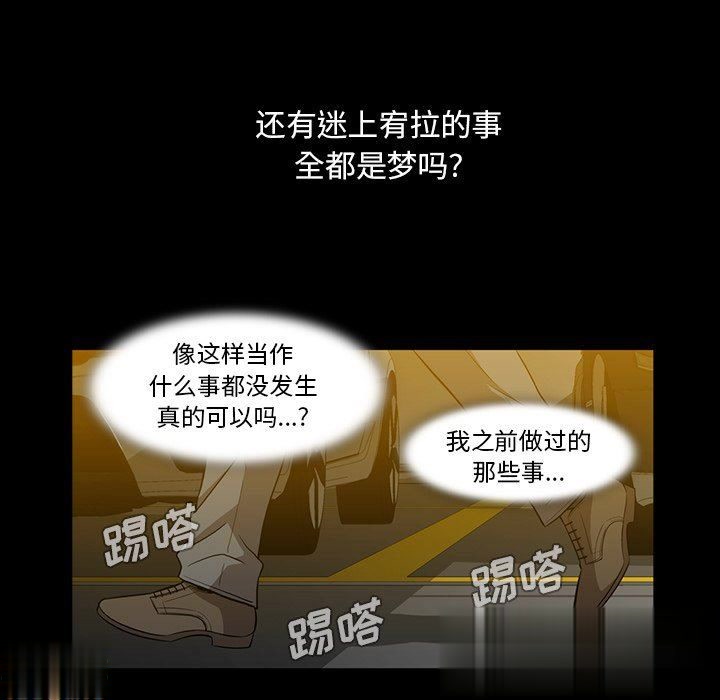 还有迷上宥拉的事
全都是梦吗?
像这样当作
什么事都没发生
真的可以吗...?
我之前做过的
那些事...
踢嗒
踢嗒
踢嗒